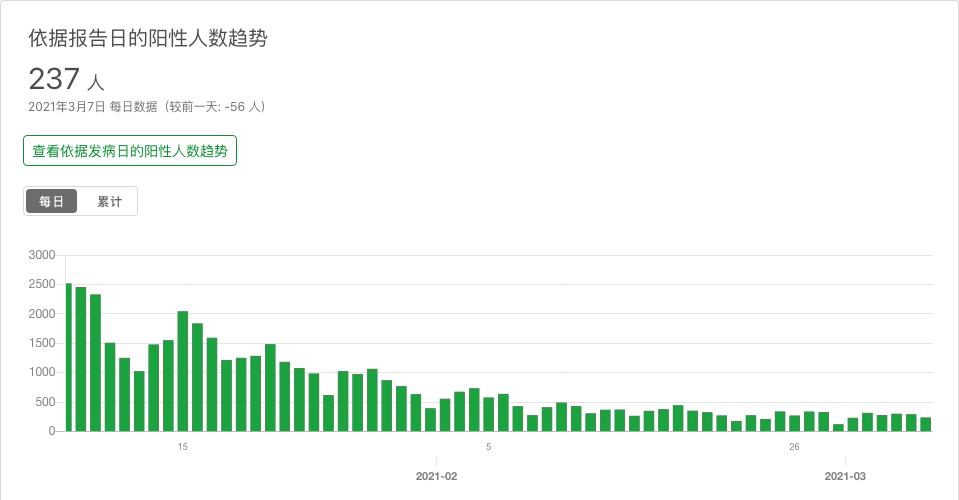 依据报告日的阳性人数趋势
237 人
2021年3月7日 每日数据（较前一天: -56 人）
查看依据发病日的阳性人数趋势
每日 累计
3000
2500
2000
1500
1000
500
0
15 5 26
2021-02 2021-03